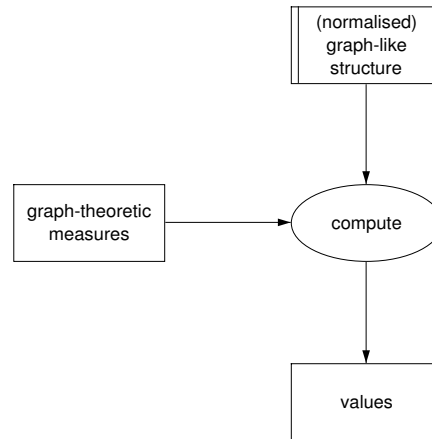 (normalised)
graph-like
structure
graph-theoretic
measures
compute
values